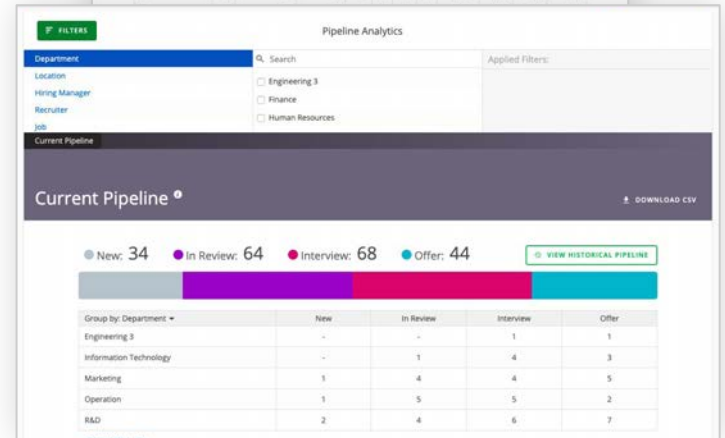 FILTERS
Pipeline Analytics
Department
Search
Applied Filters:
Location
Engineering 3
Hiring Manager
Finance
Recruiter
Human Resources
Job
Current Pipeline
Current Pipeline
DOWNLOAD CSV
New: 34 In Review: 64 Interview: 68 Offer: 44 VIEW HISTORICAL PIPELINE
Group by: Department New In Review Interview Offer
Engineering 3 - - 1 1
Information Technology - 1 4 3
Marketing 1 4 4 5
Operation 1 5 5 2
R&D 2 4 6 7